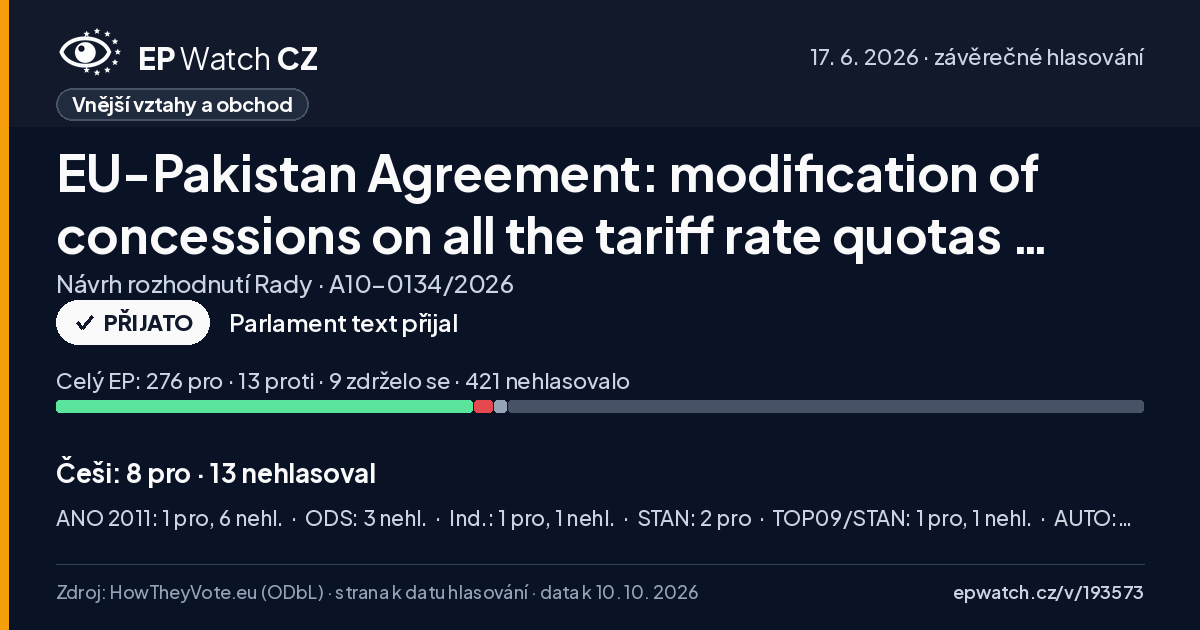 EP Watch CZ
17. 6. 2026 · závěrečné hlasování
Vnější vztahy a obchod
EU–Pakistan Agreement: modification of
concessions on all the tariff rate quotas …
Návrh rozhodnutí Rady · A10–0134/2026
✓ PŘIJATO Parlament text přijal
Celý EP: 276 pro · 13 proti · 9 zdrželo se · 421 nehlasovalo
Češi: 8 pro · 13 nehlasoval
ANO 2011: 1 pro, 6 nehl. · ODS: 3 nehl. · Ind.: 1 pro, 1 nehl. · STAN: 2 pro · TOP09/STAN: 1 pro, 1 nehl. · AUTO:…
Zdroj: HowTheyVote.eu (ODbL) · strana k datu hlasování · data k 10. 10. 2026
epwatch.cz/v/193573